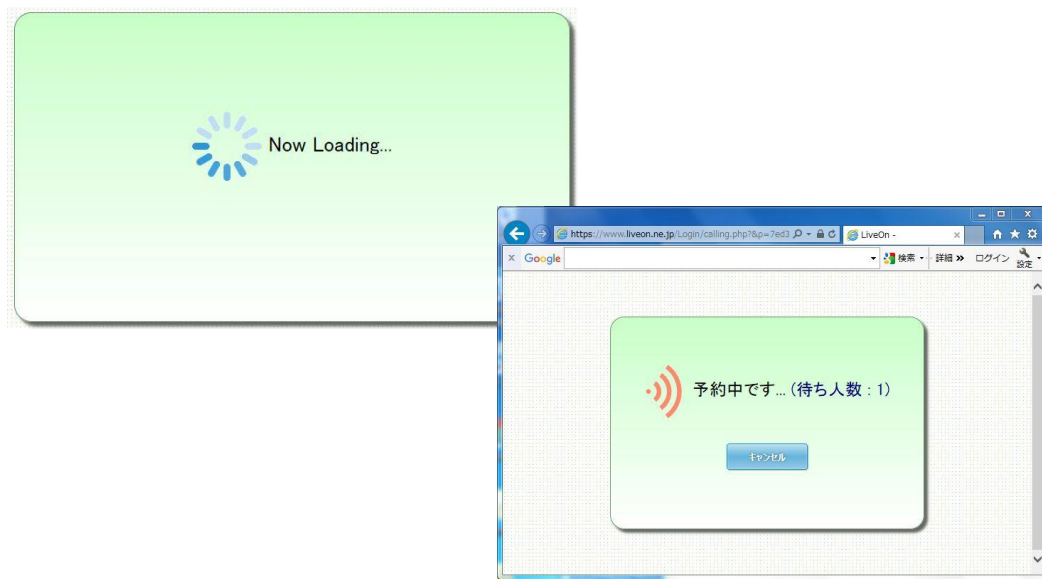 Now Loading...
https://www.liveon.ne.jp/Login/calling.php?&p=7ed3
LiveOn -
x Google 検索 詳細 » ログイン 設定
予約中です...(待ち人数 : 1)
キャンセル